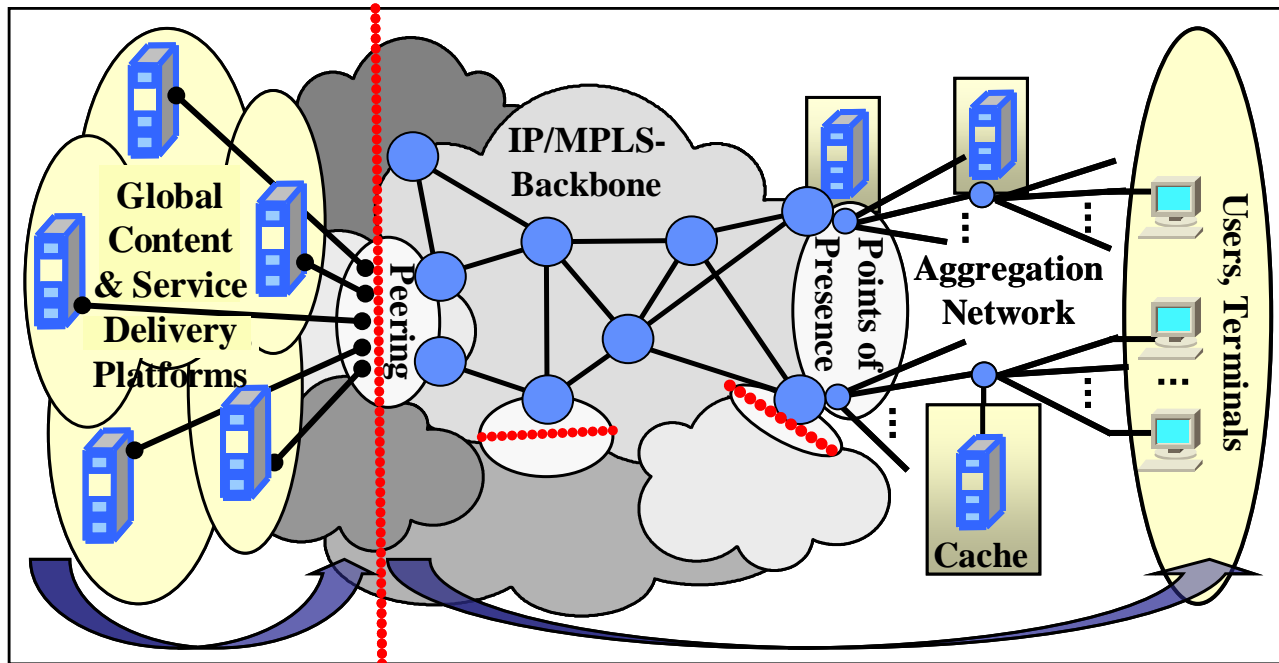 Global
Content
& Service
Delivery
Platforms
Peering
IP/MPLS-
Backbone
Points of
Presence
...
...
Aggregation
Network
...
...
...
...
Cache
Users, Terminals